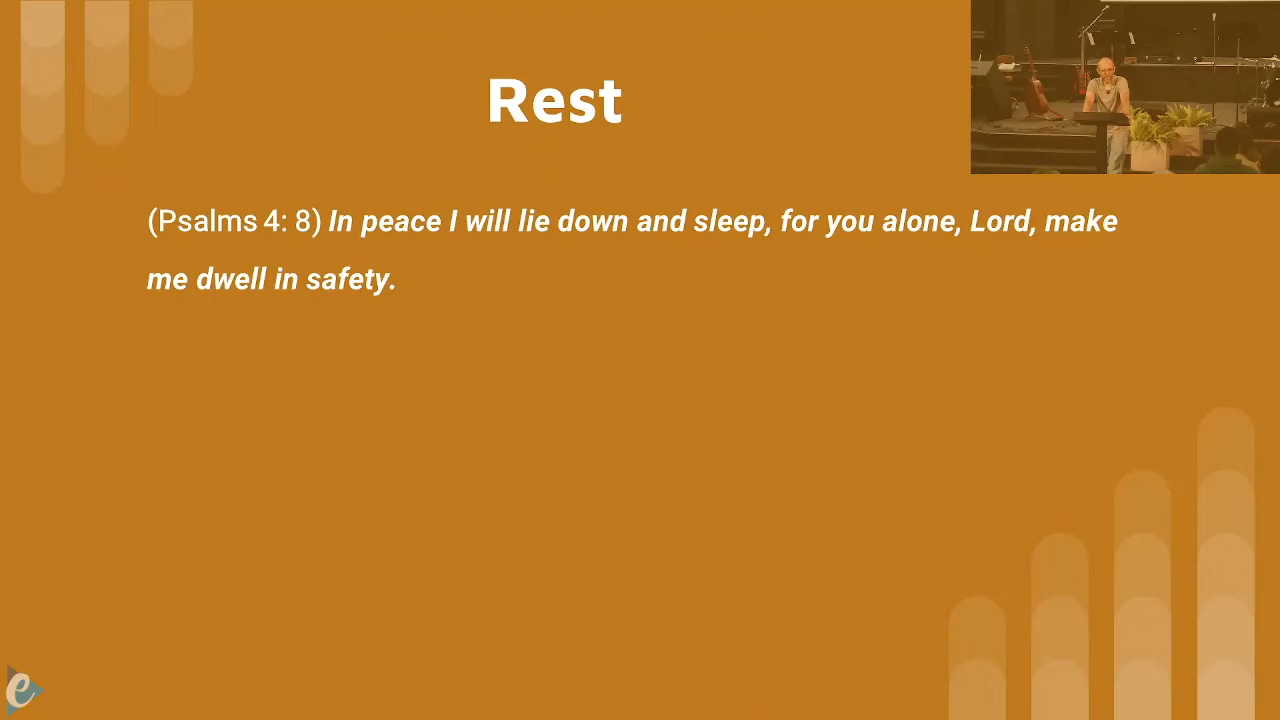 Rest
(Psalms 4: 8) In peace I will lie down and sleep, for you alone, Lord, make
me dwell in safety.
e